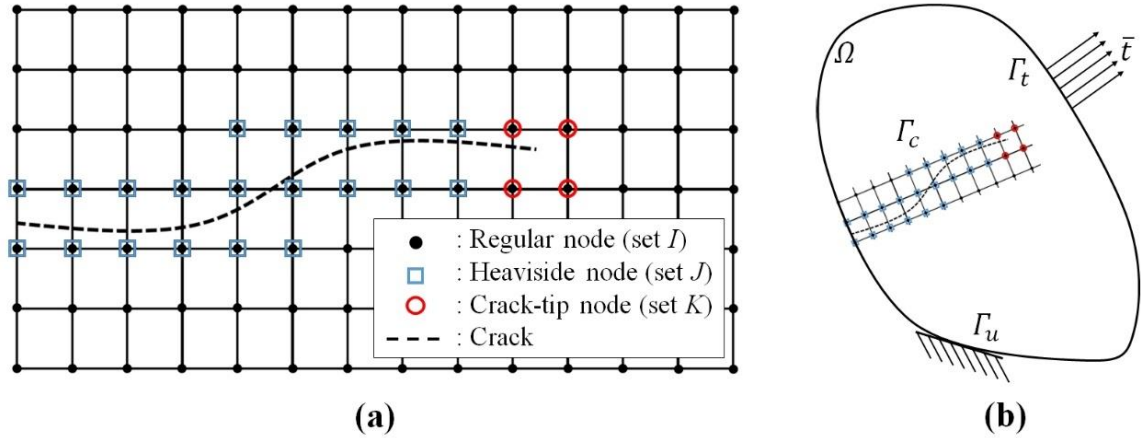 : Regular node (set I)
: Heaviside node (set J)
: Crack-tip node (set K)
: Crack
(a)
Ω
Γt
t̄
Γc
Γu
(b)